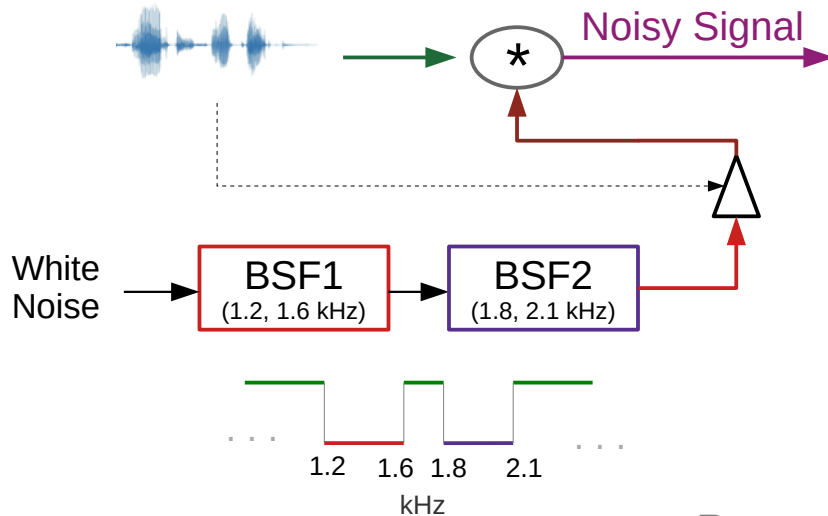 Noisy Signal
*
White
Noise
BSF1
(1.2, 1.6 kHz)
BSF2
(1.8, 2.1 kHz)
. . .
. . .
1.2 1.6 1.8 2.1
kHz